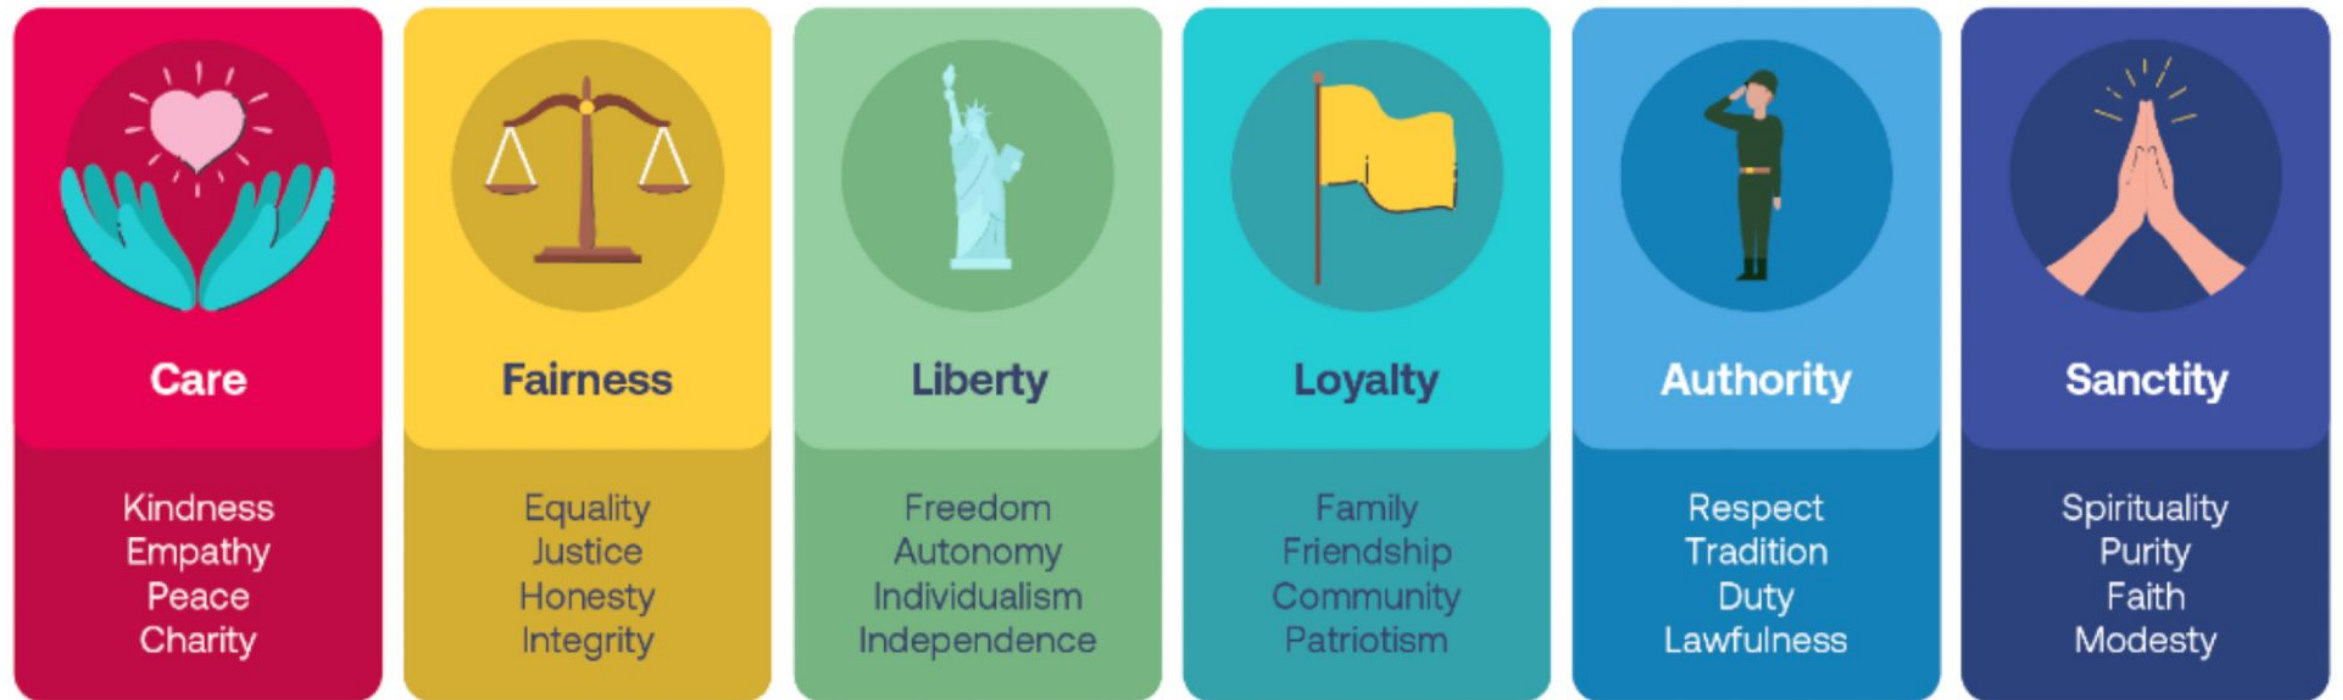 Care
Kindness
Empathy
Peace
Charity
Fairness
Equality
Justice
Honesty
Integrity
Liberty
Freedom
Autonomy
Individualism
Independence
Loyalty
Family
Friendship
Community
Patriotism
Authority
Respect
Tradition
Duty
Lawfulness
Sanctity
Spirituality
Purity
Faith
Modesty